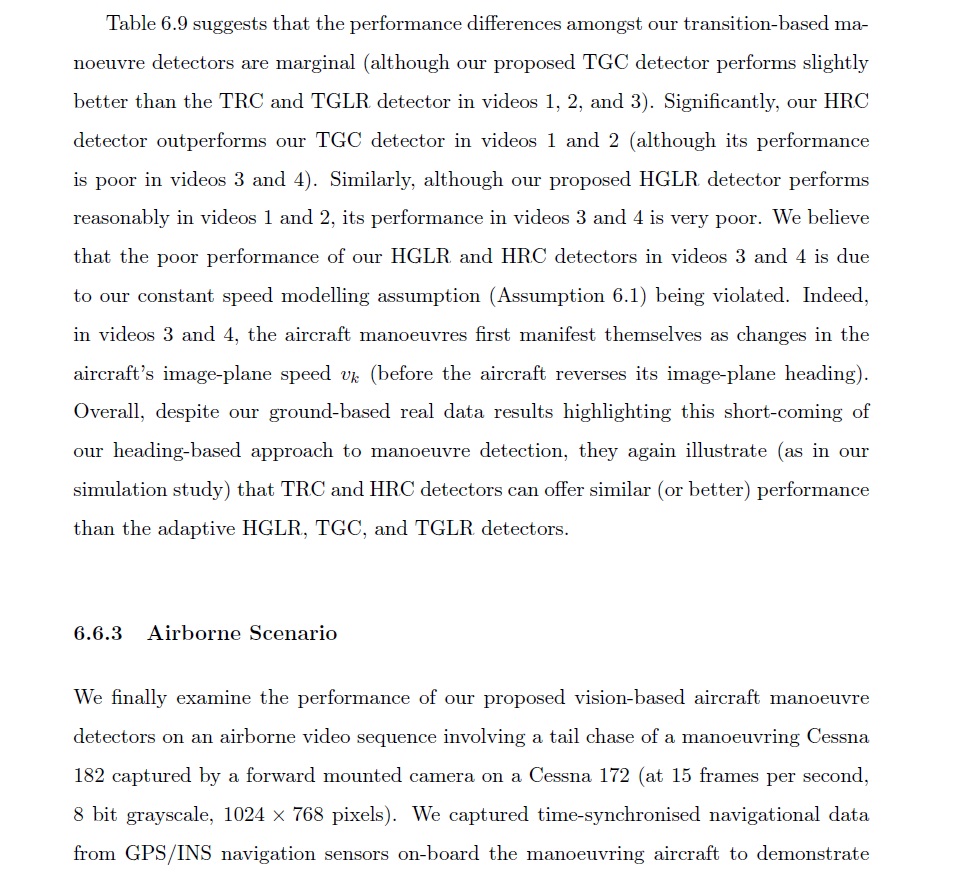 Table 6.9 suggests that the performance differences amongst our transition-based ma-
noeuvre detectors are marginal (although our proposed TGC detector performs slightly
better than the TRC and TGLR detector in videos 1, 2, and 3). Significantly, our HRC
detector outperforms our TGC detector in videos 1 and 2 (although its performance
is poor in videos 3 and 4). Similarly, although our proposed HGLR detector performs
reasonably in videos 1 and 2, its performance in videos 3 and 4 is very poor. We believe
that the poor performance of our HGLR and HRC detectors in videos 3 and 4 is due
to our constant speed modelling assumption (Assumption 6.1) being violated. Indeed,
in videos 3 and 4, the aircraft manoeuvres first manifest themselves as changes in the
aircraft's image-plane speed vₖ (before the aircraft reverses its image-plane heading).
Overall, despite our ground-based real data results highlighting this short-coming of
our heading-based approach to manoeuvre detection, they again illustrate (as in our
simulation study) that TRC and HRC detectors can offer similar (or better) performance
than the adaptive HGLR, TGC, and TGLR detectors.
6.6.3 Airborne Scenario
We finally examine the performance of our proposed vision-based aircraft manoeuvre
detectors on an airborne video sequence involving a tail chase of a manoeuvring Cessna
182 captured by a forward mounted camera on a Cessna 172 (at 15 frames per second,
8 bit grayscale, 1024 × 768 pixels). We captured time-synchronised navigational data
from GPS/INS navigation sensors on-board the manoeuvring aircraft to demonstrate